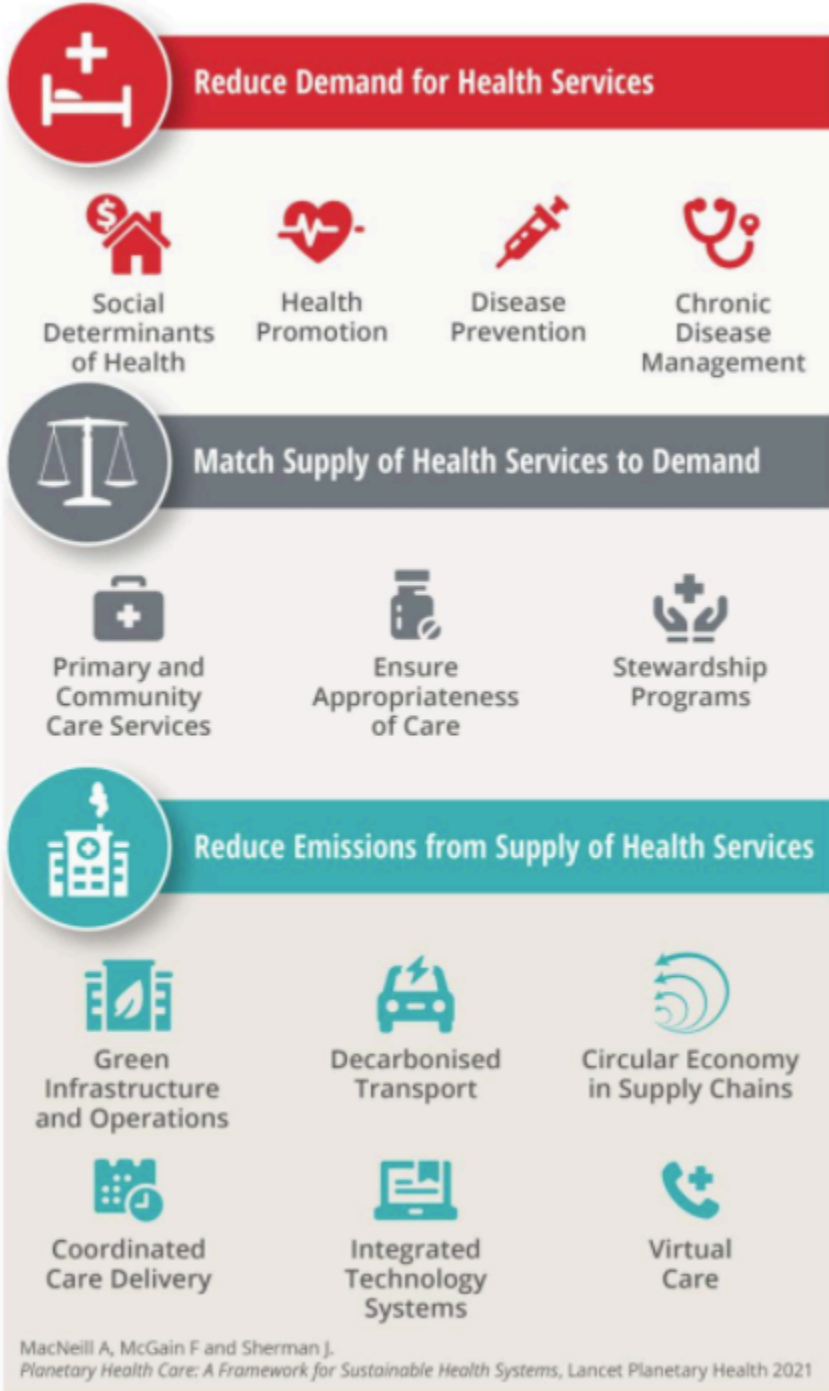 Reduce Demand for Health Services
Social
Determinants
of Health
Health
Promotion
Disease
Prevention
Chronic
Disease
Management
Match Supply of Health Services to Demand
Primary and
Community
Care Services
Ensure
Appropriateness
of Care
Stewardship
Programs
Reduce Emissions from Supply of Health Services
Green
Infrastructure
and Operations
Decarbonised
Transport
Circular Economy
in Supply Chains
Coordinated
Care Delivery
Integrated
Technology
Systems
Virtual
Care
MacNeill A, McGain F and Sherman J.
Planetary Health Care: A Framework for Sustainable Health Systems, Lancet Planetary Health 2021